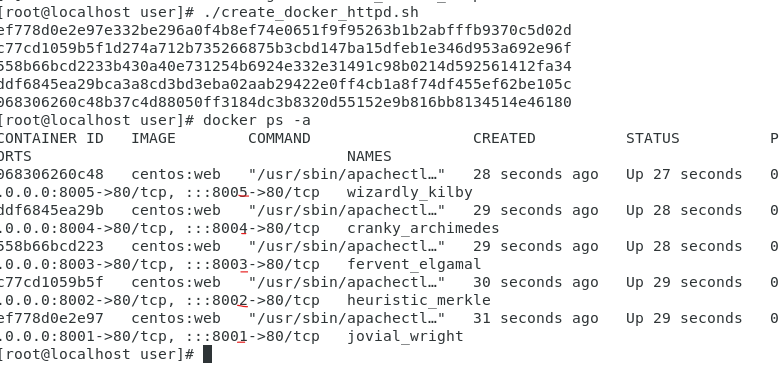 [root@localhost user]# ./create_docker_httpd.sh
ef778d0e2e97e332be296a0f4b8ef74e0651f9f95263b1b2abfffb9370c5d02d
c77cd1059b5f1d274a712b735266875b3cbd147ba15dfeb1e346d953a692e96f
558b66bcd2233b430a40e731254b6924e332e31491c98b0214d592561412fa34
ddf6845ea29bca3a8cd3bd3eba02aab29422e0ff4cb1a8f74df455ef62be105c
068306260c48b37c4d88050ff3184dc3b8320d55152e9b816bb8134514e46180
[root@localhost user]# docker ps -a
CONTAINER ID   IMAGE        COMMAND                  CREATED          STATUS          P
ORTS                                   NAMES
068306260c48   centos:web   "/usr/sbin/apachectl…"   28 seconds ago   Up 27 seconds   0
.0.0.0:8005->80/tcp, :::8005->80/tcp   wizardly_kilby
ddf6845ea29b   centos:web   "/usr/sbin/apachectl…"   29 seconds ago   Up 28 seconds   0
.0.0.0:8004->80/tcp, :::8004->80/tcp   cranky_archimedes
558b66bcd223   centos:web   "/usr/sbin/apachectl…"   29 seconds ago   Up 28 seconds   0
.0.0.0:8003->80/tcp, :::8003->80/tcp   fervent_elgamal
c77cd1059b5f   centos:web   "/usr/sbin/apachectl…"   30 seconds ago   Up 29 seconds   0
.0.0.0:8002->80/tcp, :::8002->80/tcp   heuristic_merkle
ef778d0e2e97   centos:web   "/usr/sbin/apachectl…"   31 seconds ago   Up 29 seconds   0
.0.0.0:8001->80/tcp, :::8001->80/tcp   jovial_wright
[root@localhost user]#